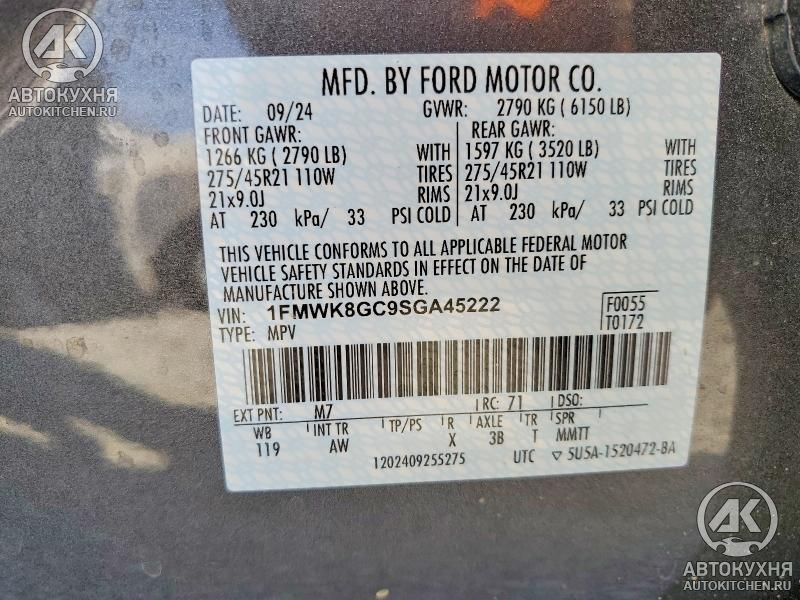 АК
АВТОКУХНЯ
AUTOKITCHEN.RU
MFD. BY FORD MOTOR CO.
DATE: 09/24 GVWR: 2790 KG ( 6150 LB)
FRONT GAWR: REAR GAWR:
1266 KG ( 2790 LB) WITH 1597 KG ( 3520 LB) WITH
275/45R21 110W TIRES 275/45R21 110W TIRES
21x9.0J RIMS 21x9.0J RIMS
AT 230 kPa/ 33 PSI COLD AT 230 kPa/ 33 PSI COLD
THIS VEHICLE CONFORMS TO ALL APPLICABLE FEDERAL MOTOR
VEHICLE SAFETY STANDARDS IN EFFECT ON THE DATE OF
MANUFACTURE SHOWN ABOVE.
VIN: 1FMWK8GC9SGA45222 F0055
TYPE: MPV T0172
EXT PNT: M7 RC: 71 DSO:
WB INT TR TP/PS R AXLE TR SPR
119 AW X 3B T MMTT
1202409255275 UTC ▽ 5U5A-1520472-BA
АК
АВТОКУХНЯ
AUTOKITCHEN.RU